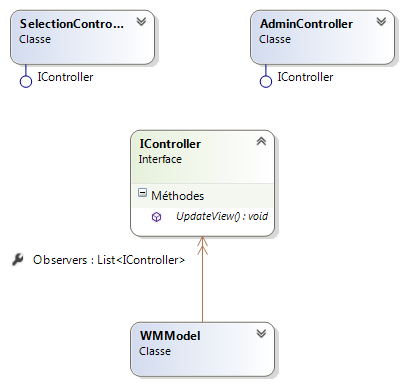 SelectionContro...
Classe
IController
AdminController
Classe
IController
IController
Interface
Méthodes
UpdateView() : void
Observers : List<IController>
WMModel
Classe